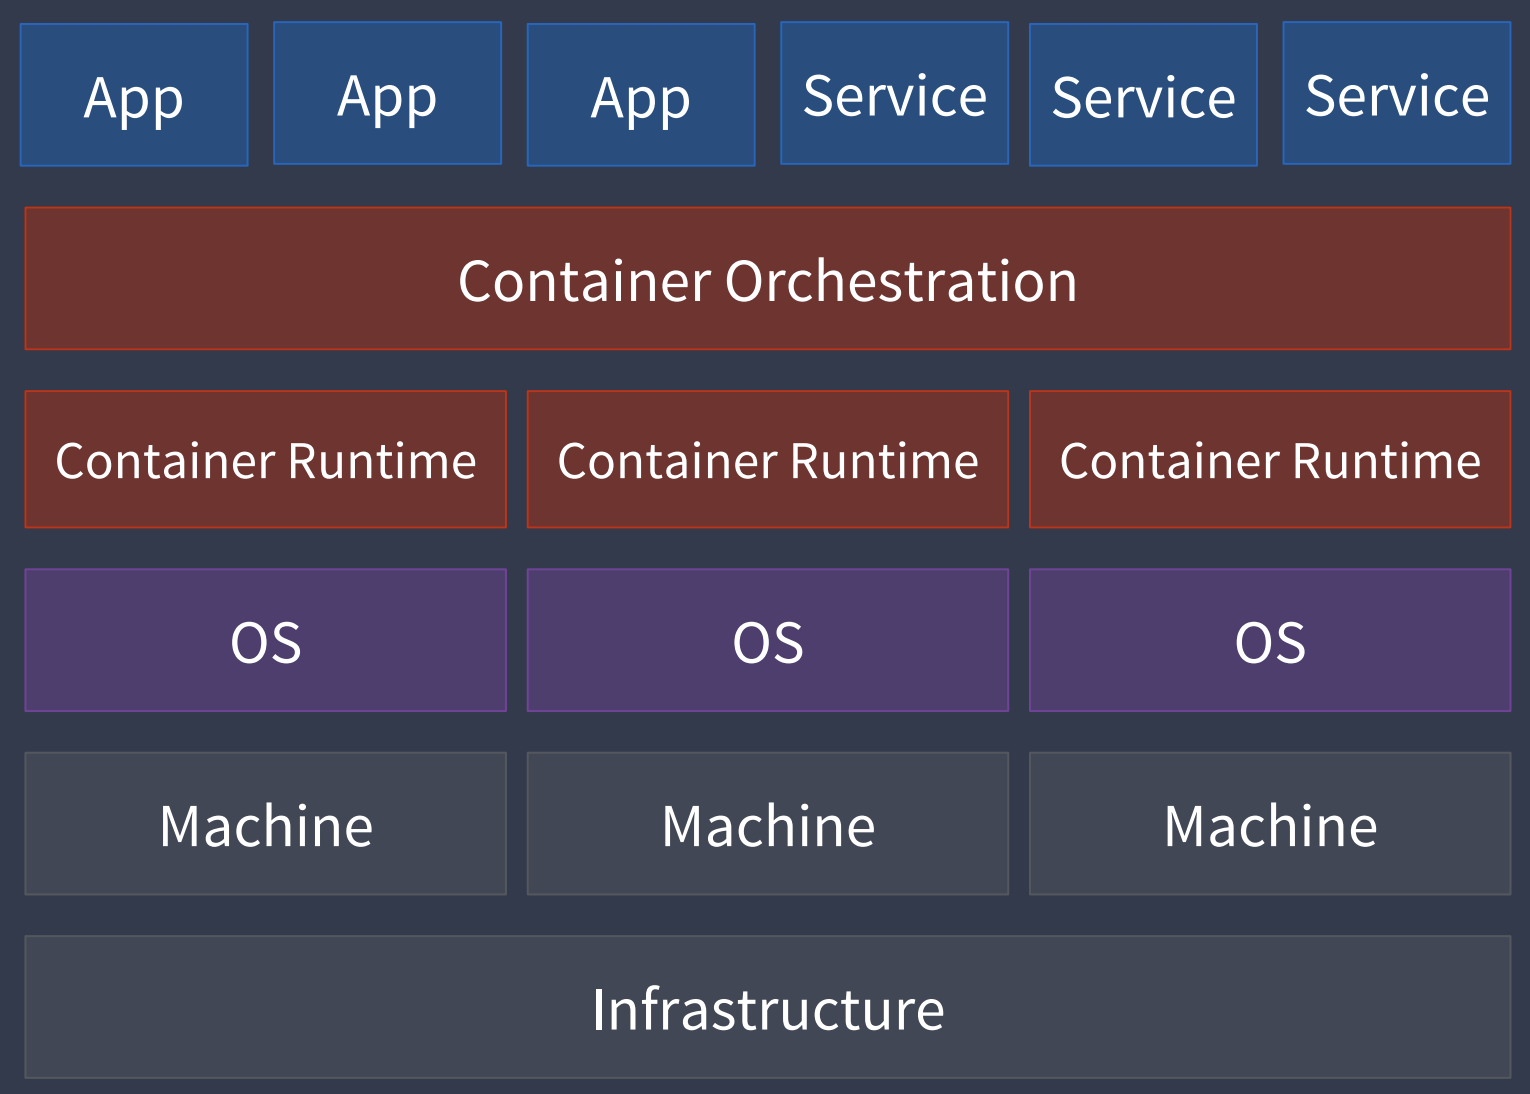 App
App
App
Service
Service
Service
Container Orchestration
Container Runtime
Container Runtime
Container Runtime
OS
OS
OS
Machine
Machine
Machine
Infrastructure